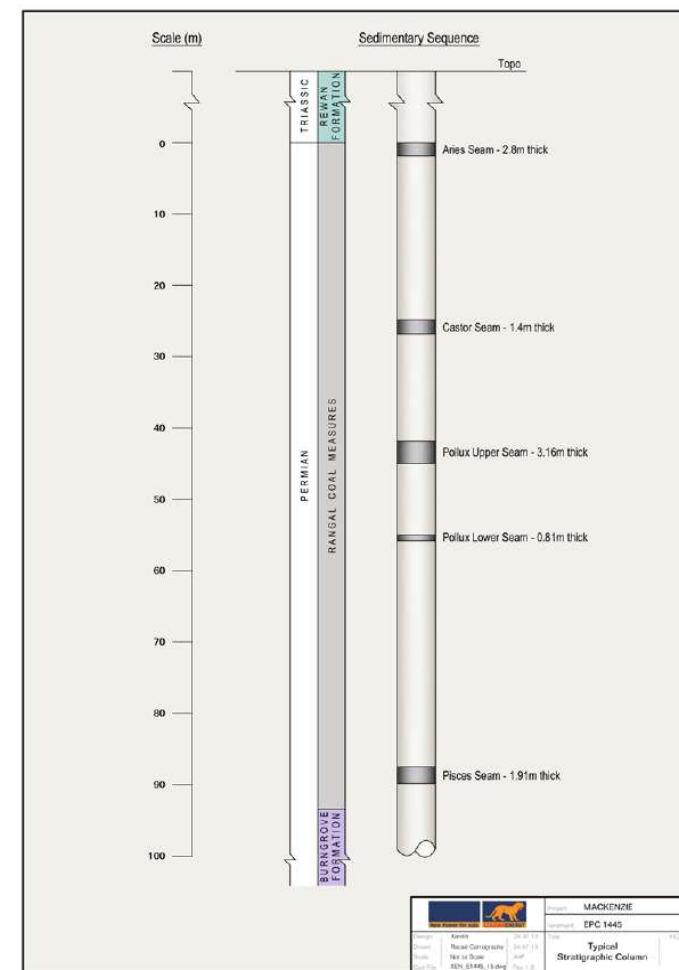 Scale (m)
Sedimentary Sequence
Topo
TRIASSIC
REWAN
FORMATION
0
Aries Seam - 2.8m thick
10
20
Castor Seam - 1.4m thick
30
40
PERMIAN
RANGAL COAL MEASURES
Pollux Upper Seam - 3.16m thick
50
Pollux Lower Seam - 0.81m thick
60
70
80
Pisces Seam - 1.91m thick
90
BURNGROVE
FORMATION
100
MACKENZIE
EPC 1445
Typical
Stratigraphic Column
Not to Scale